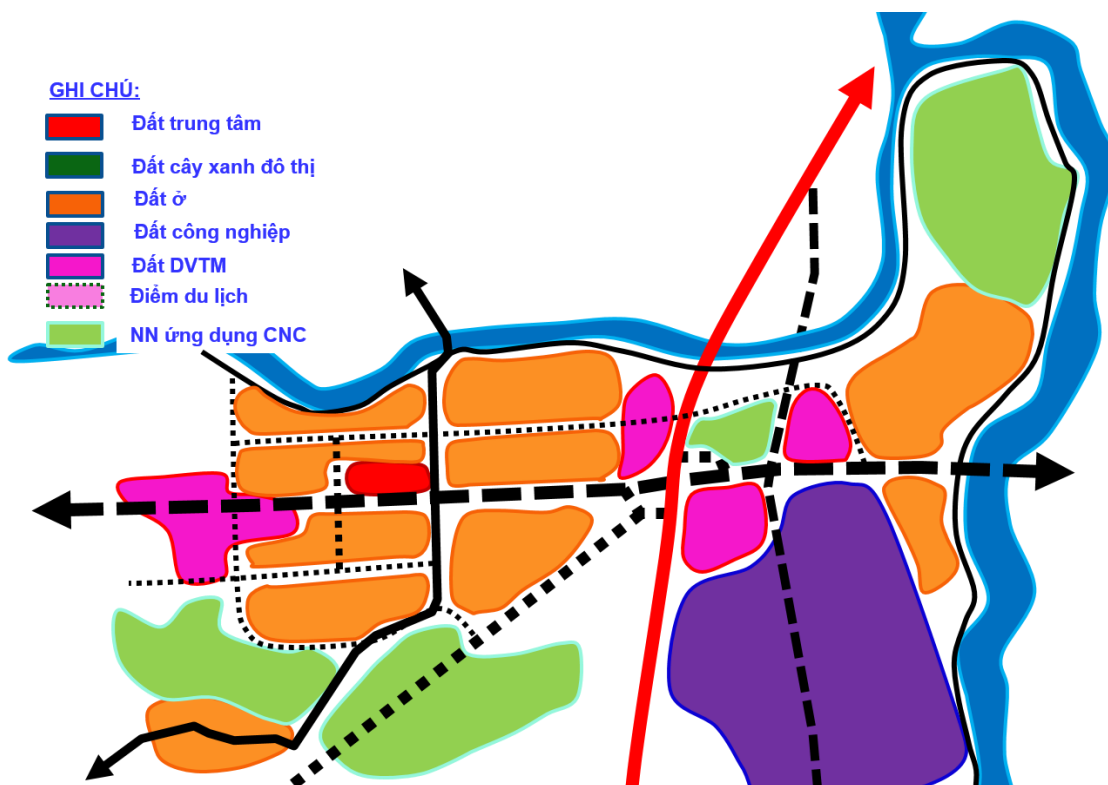 GHI CHÚ:
Đất trung tâm
Đất cây xanh đô thị
Đất ở
Đất công nghiệp
Đất DVTM
Điểm du lịch
NN ứng dụng CNC